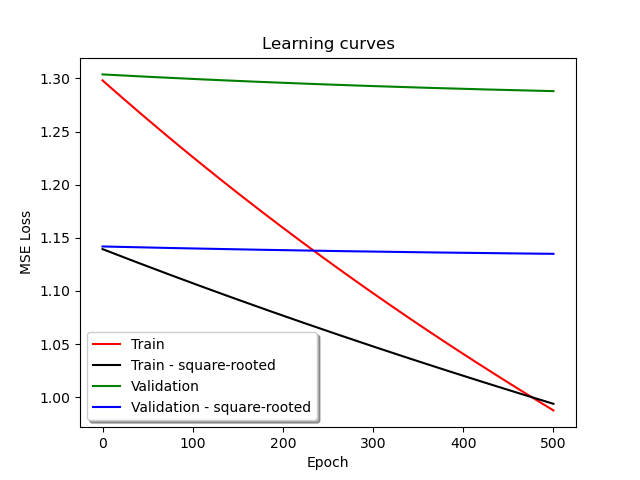 Learning curves
MSE Loss
1.30
1.25
1.20
1.15
1.10
1.05
1.00
Train
Train - square-rooted
Validation
Validation - square-rooted
0 100 200 300 400 500
Epoch